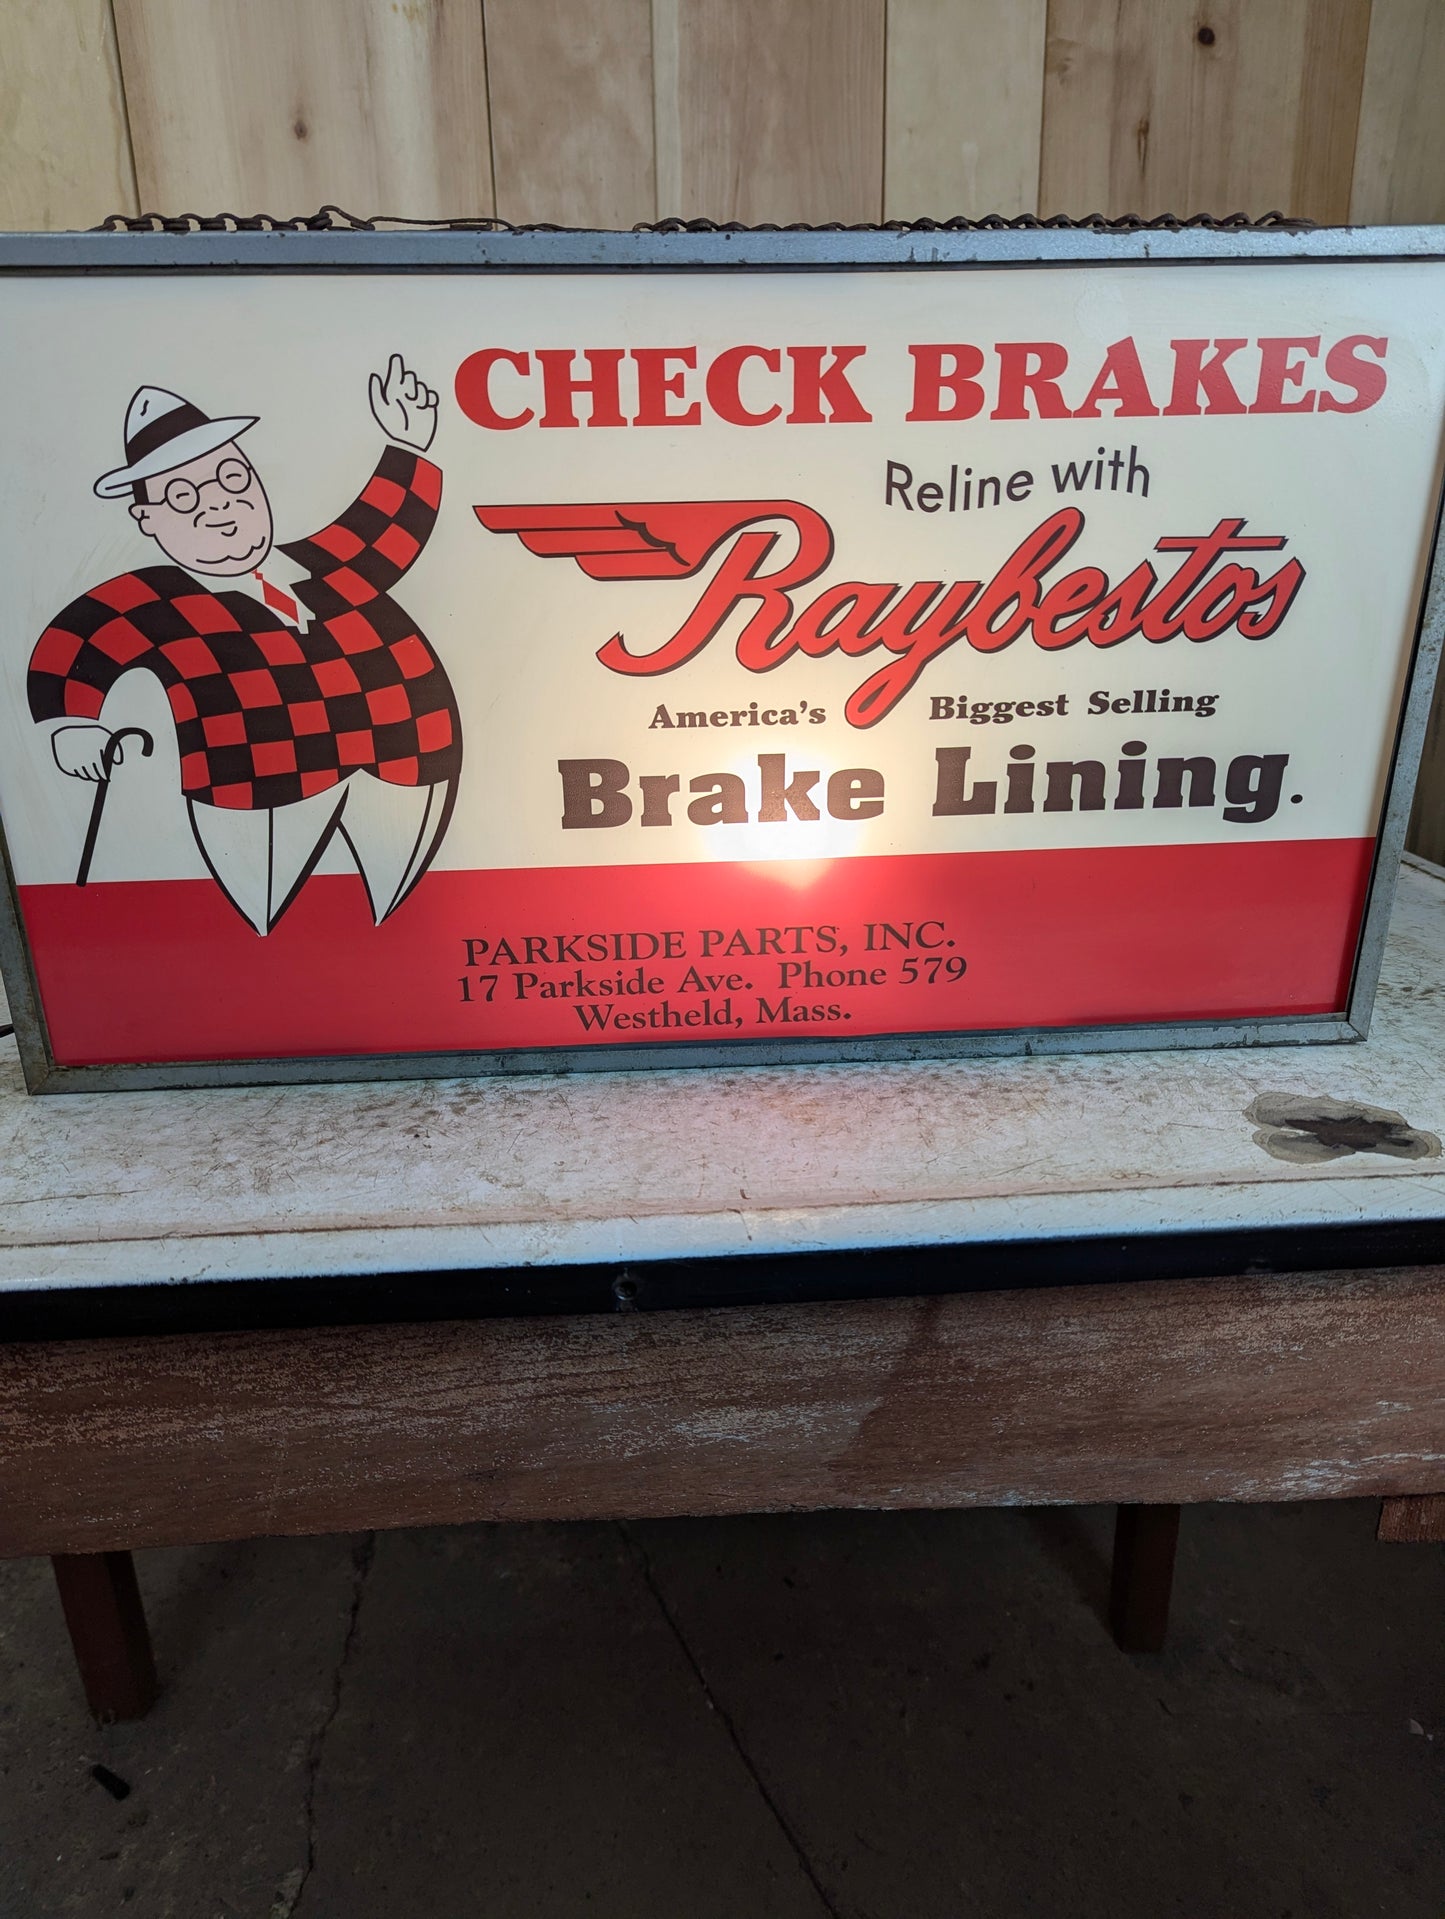 CHECK BRAKES
Reline with
Raybestos
America's Biggest Selling
Brake Lining.
PARKSIDE PARTS, INC.
17 Parkside Ave. Phone 579
Westheld, Mass.